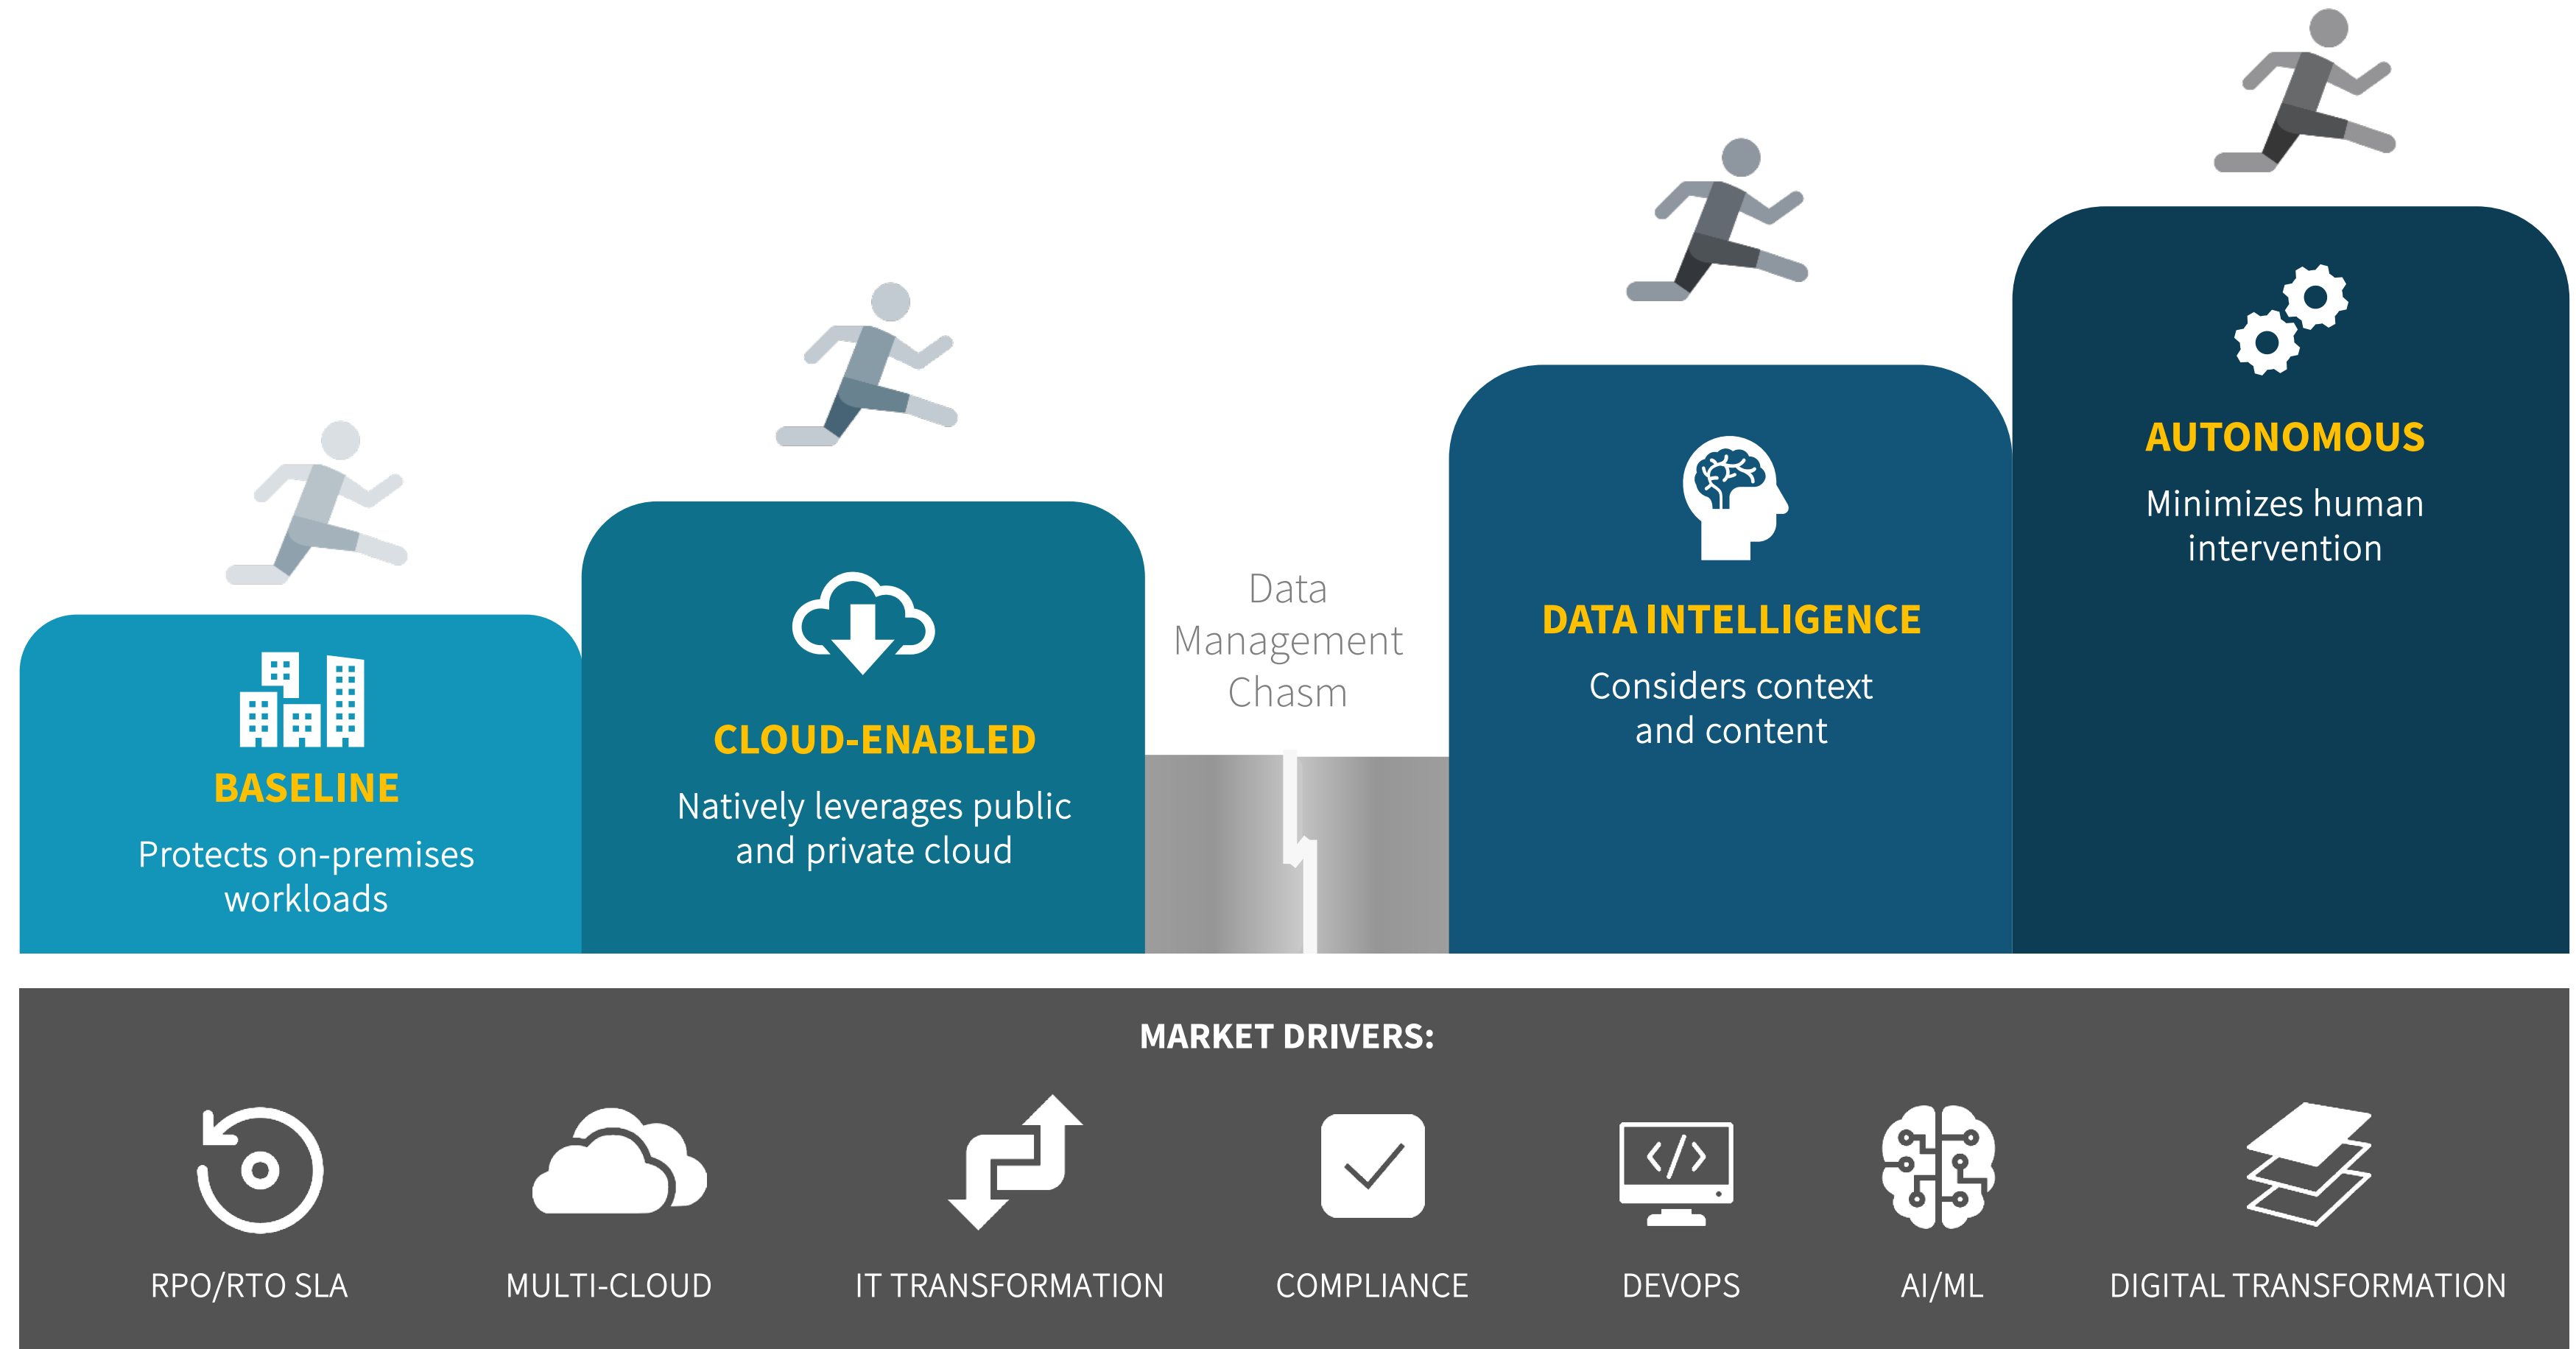 BASELINE
Protects on-premises
workloads
CLOUD-ENABLED
Natively leverages public
and private cloud
Data
Management
Chasm
DATA INTELLIGENCE
Considers context
and content
AUTONOMOUS
Minimizes human
intervention
MARKET DRIVERS:
RPO/RTO SLA
MULTI-CLOUD
IT TRANSFORMATION
COMPLIANCE
</>
DEVOPS
AI/ML
DIGITAL TRANSFORMATION